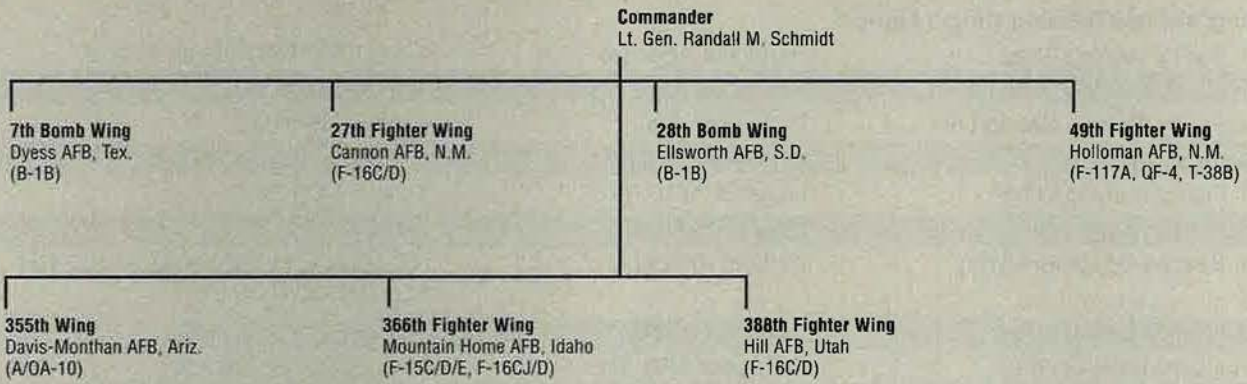 Commander
Lt. Gen. Randall M. Schmidt
7th Bomb Wing
Dyess AFB, Tex.
(B-1B)
27th Fighter Wing
Cannon AFB, N.M.
(F-16C/D)
28th Bomb Wing
Ellsworth AFB, S.D.
(B-1B)
49th Fighter Wing
Holloman AFB, N.M.
(F-117A, QF-4, T-38B)
355th Wing
Davis-Monthan AFB, Ariz.
(A/OA-10)
366th Fighter Wing
Mountain Home AFB, Idaho
(F-15C/D/E, F-16CJ/D)
388th Fighter Wing
Hill AFB, Utah
(F-16C/D)